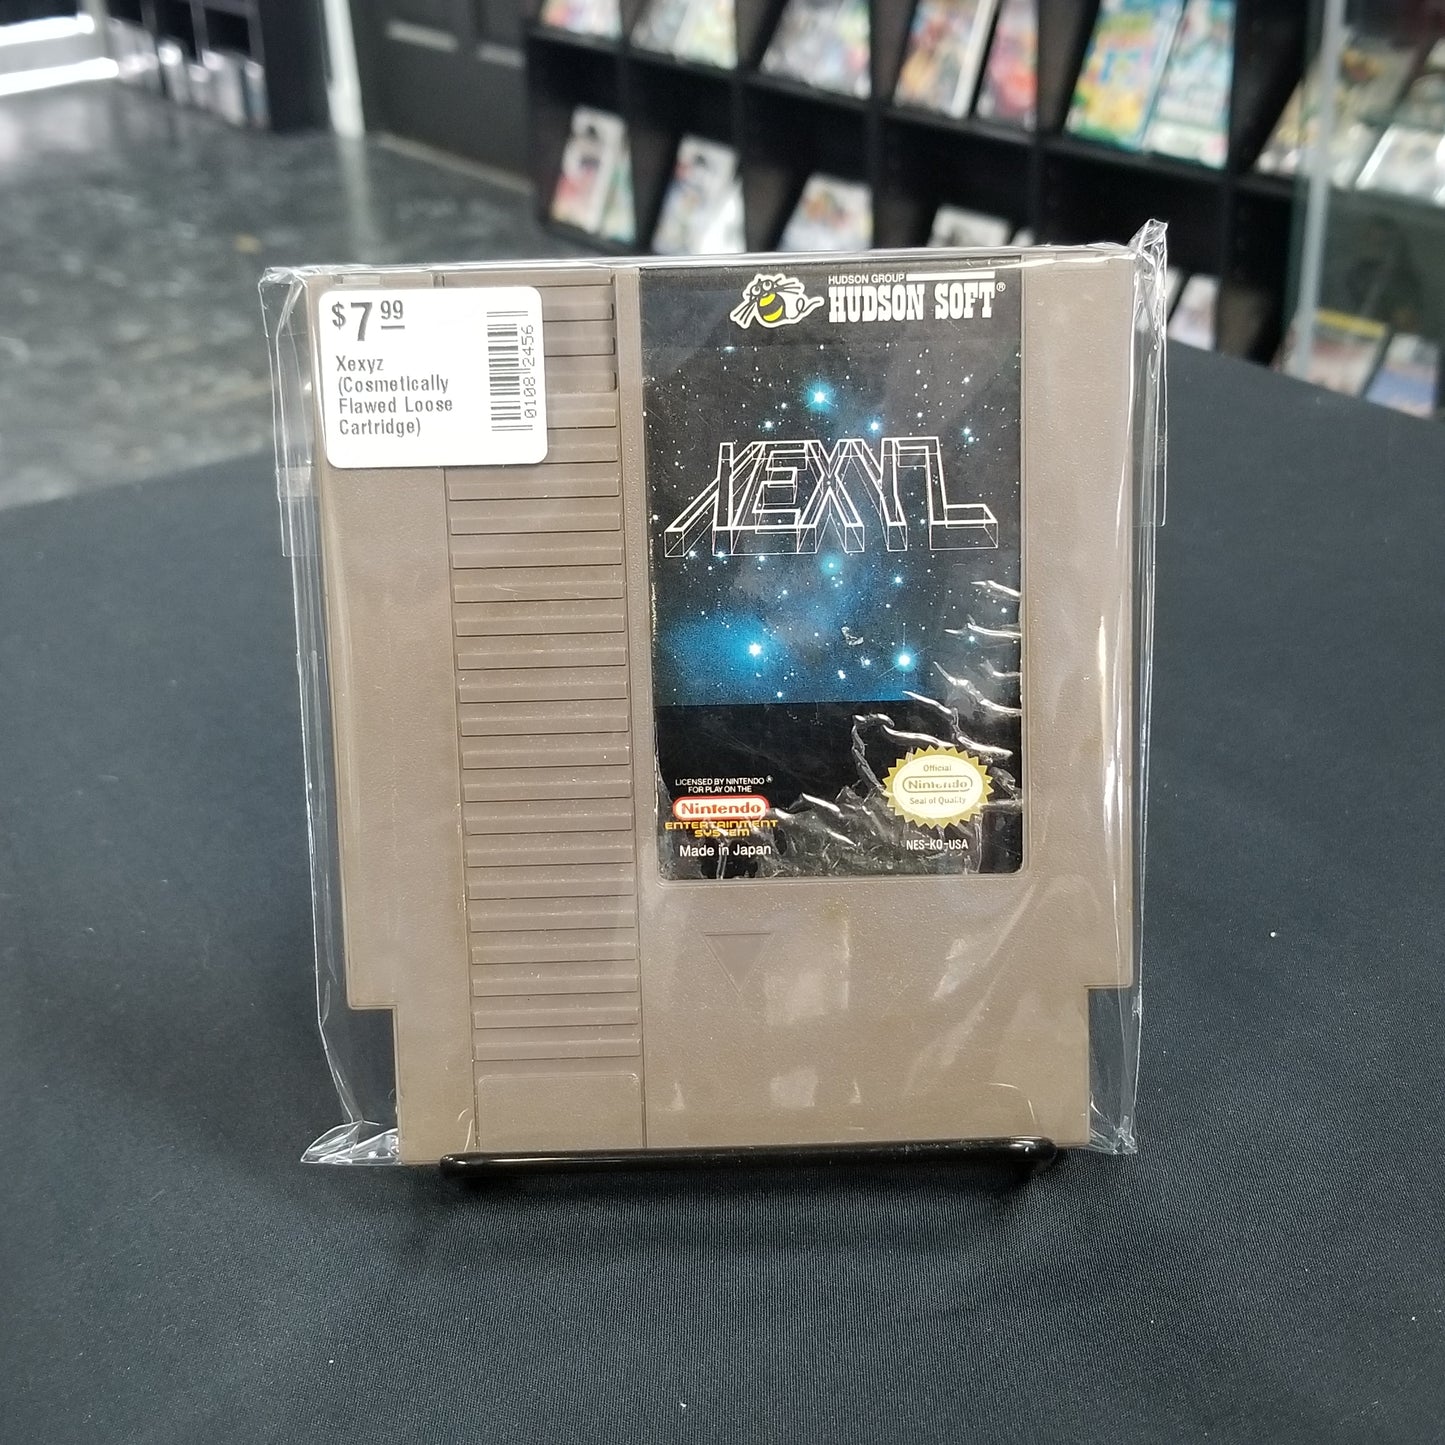 $7.99
Xexyz
(Cosmetically
Flawed Loose
Cartridge)
0108 2456
HUDSON GROUP
HUDSON SOFT®
XEXYZ
LICENSED BY NINTENDO®
FOR PLAY ON THE
Nintendo
ENTERTAINMENT
SYSTEM
Made in Japan
Official
Nintendo
Seal of Quality
NES-KO-USA